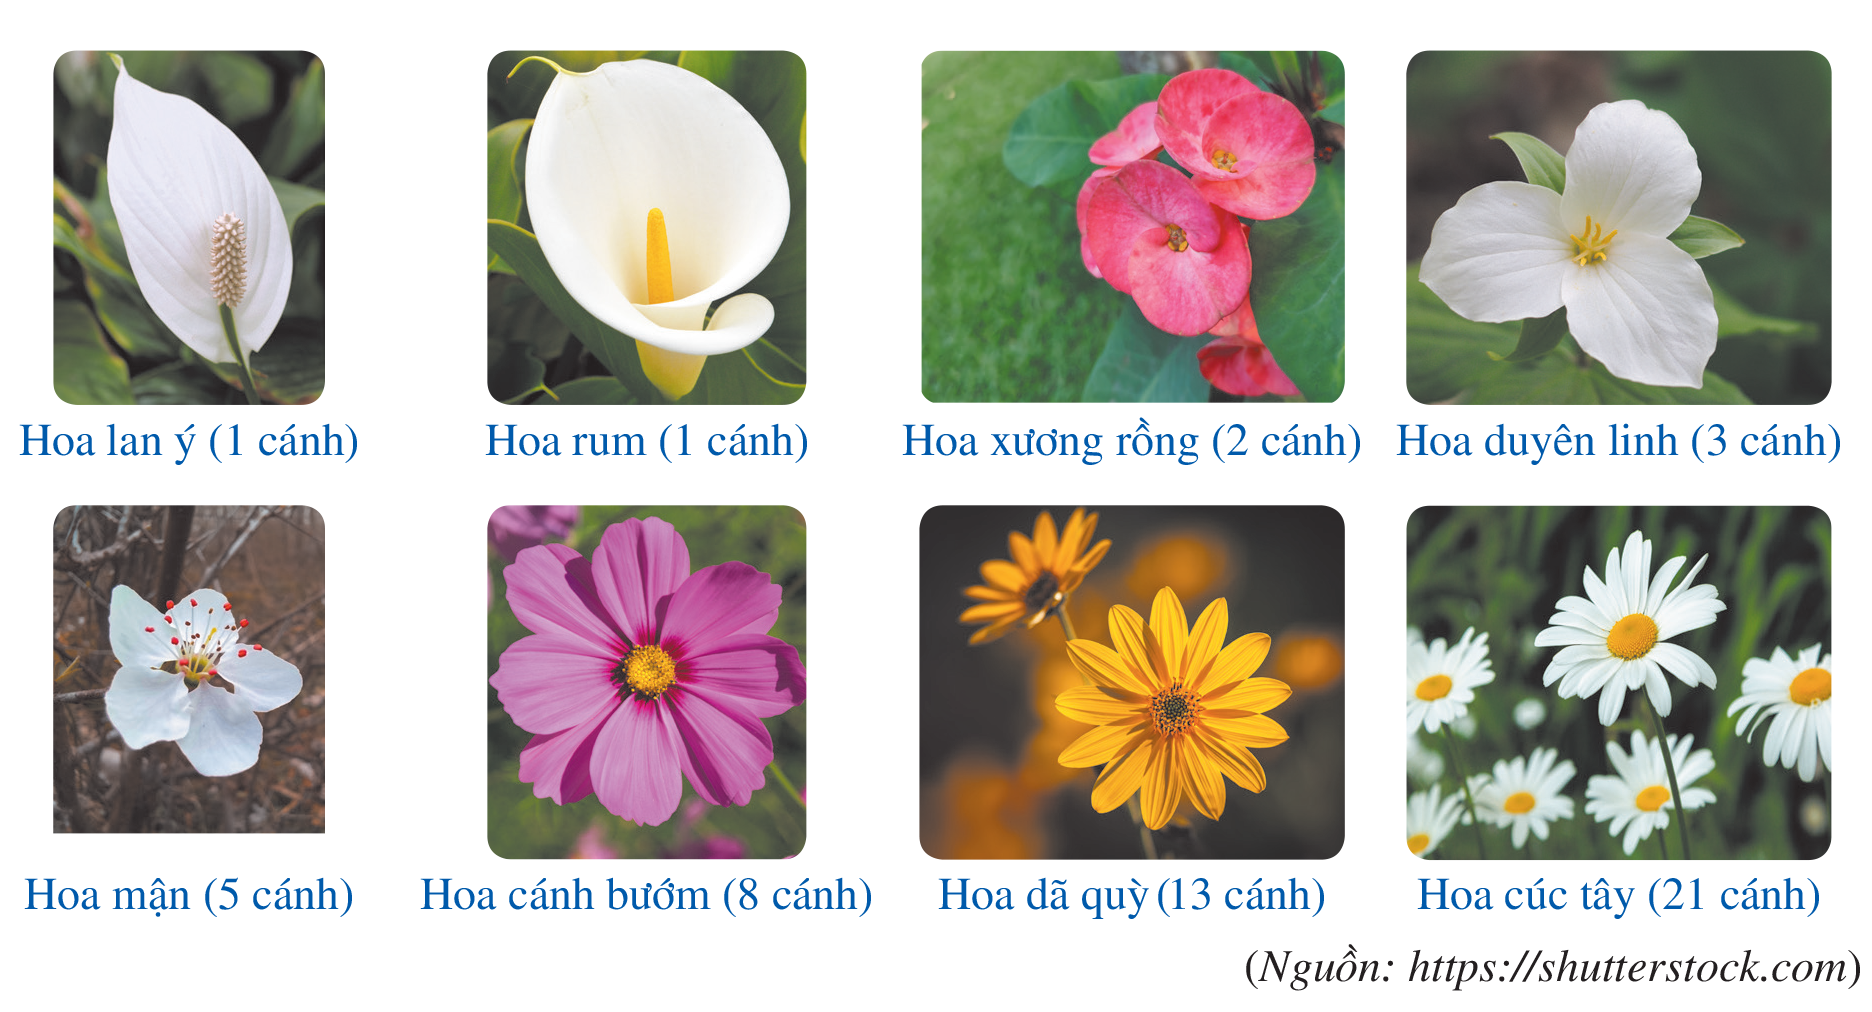 Hoa lan ý (1 cánh)
Hoa rum (1 cánh)
Hoa xương rồng (2 cánh)
Hoa duyên linh (3 cánh)
Hoa mận (5 cánh)
Hoa cánh bướm (8 cánh)
Hoa dã quỳ (13 cánh)
Hoa cúc tây (21 cánh)
(Nguồn: https://shutterstock.com)